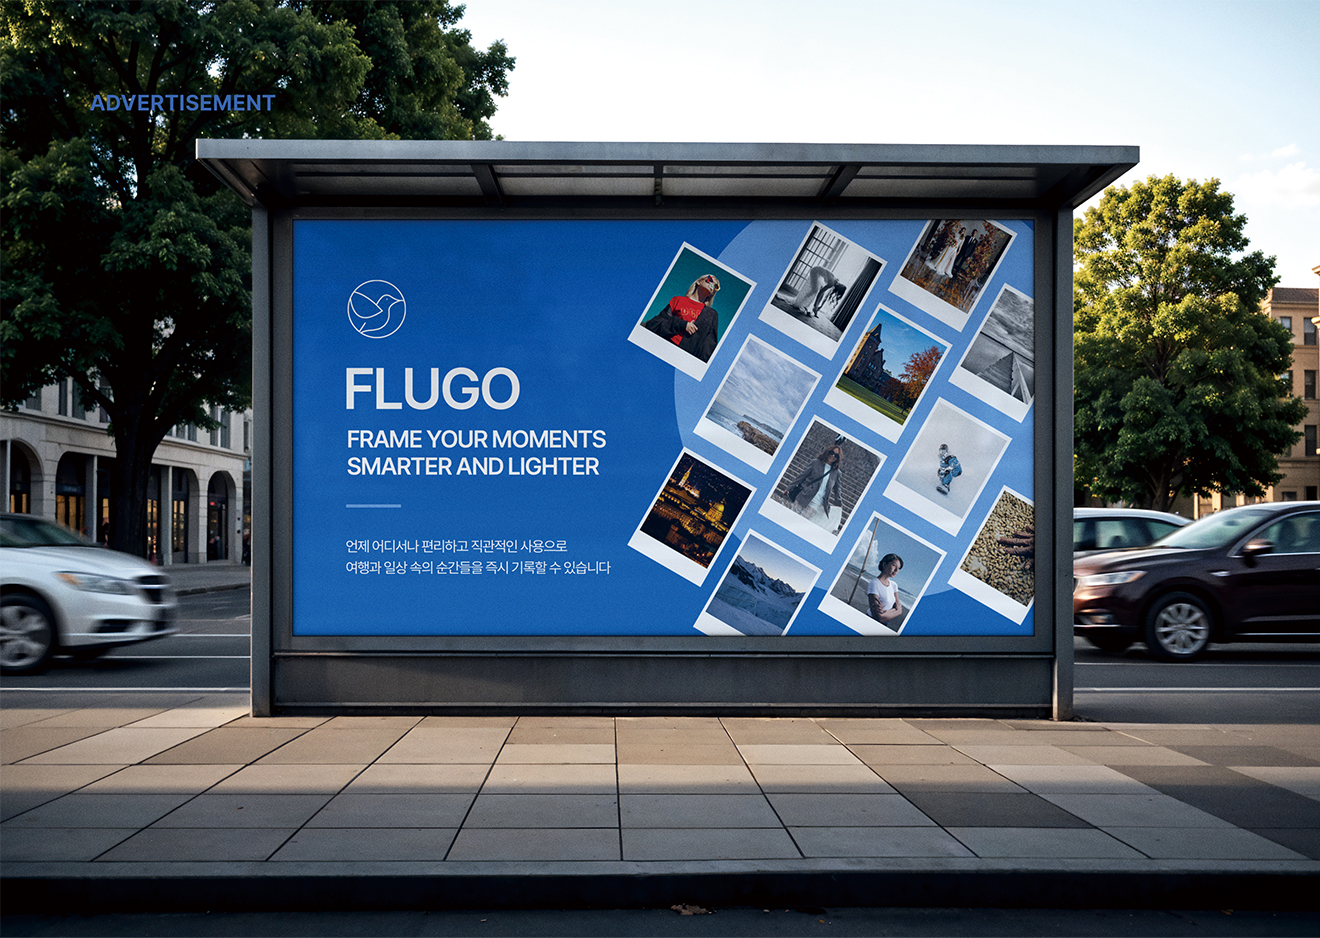 ADVERTISEMENT
FLUGO
FRAME YOUR MOMENTS
SMARTER AND LIGHTER
언제 어디서나 편리하고 직관적인 사용으로
여행과 일상 속의 순간들을 즉시 기록할 수 있습니다